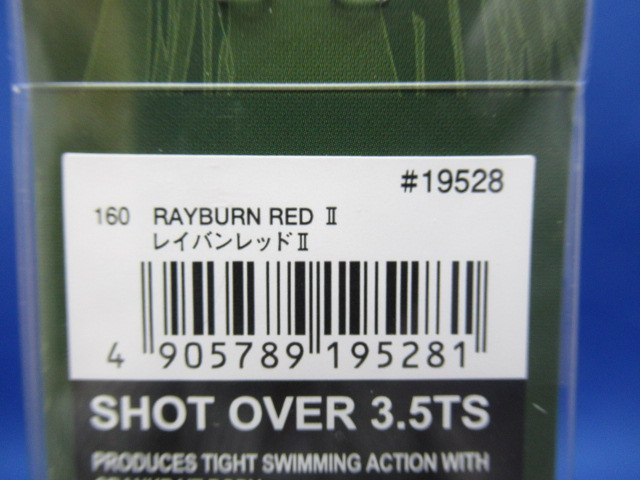 #19528
160 RAYBURN RED Ⅱ
レイバンレッドⅡ
4 905789 195281
SHOT OVER 3.5TS
PRODUCES TIGHT SWIMMING ACTION WITH